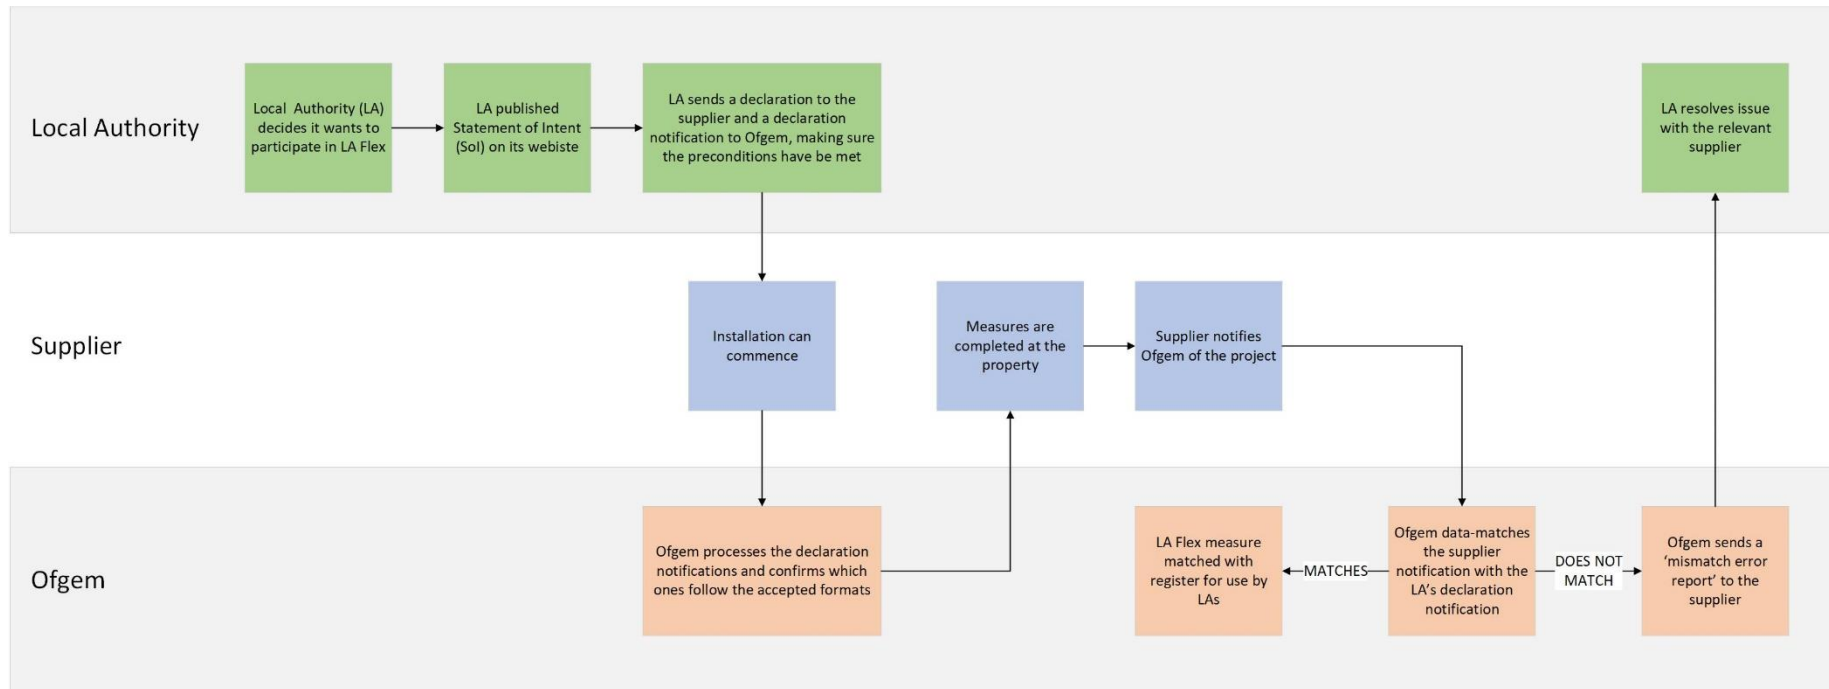 Local Authority
Local  Authority (LA)
decides it wants to
participate in LA Flex
LA published
Statement of Intent
(SoI) on its webiste
LA sends a declaration to the
supplier and a declaration
notification to Ofgem, making sure
the preconditions have be met
LA resolves issue
with the relevant
supplier
Supplier
Installation can
commence
Measures are
completed at the
property
Supplier notifies
Ofgem of the project
Ofgem
Ofgem processes the declaration
notifications and confirms which
ones follow the accepted formats
LA Flex measure
matched with
register for use by
LAs
MATCHES
Ofgem data-matches
the supplier
notification with the
LA’s declaration
notification
DOES NOT
MATCH
Ofgem sends a
‘mismatch error
report’ to the
supplier